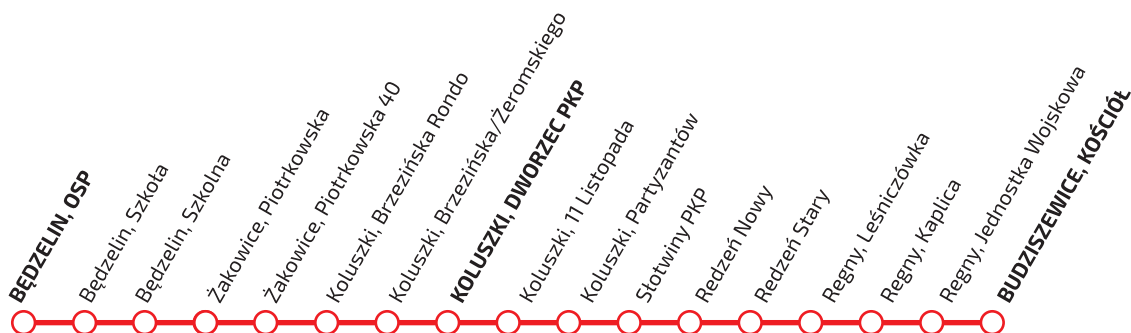 BĘDZELIN, OSP
Będzelin, Szkoła
Będzelin, Szkolna
Żakowice, Piotrkowska
Żakowice, Piotrkowska 40
Koluszki, Brzezińska Rondo
Koluszki, Brzezińska/Żeromskiego
KOLUSZKI, DWORZEC PKP
Koluszki, 11 Listopada
Koluszki, Partyzantów
Słotwiny PKP
Redzeń Nowy
Redzeń Stary
Regny, Leśniczówka
Regny, Kaplica
Regny, Jednostka Wojskowa
BUDZISZEWICE, KOŚCIÓŁ